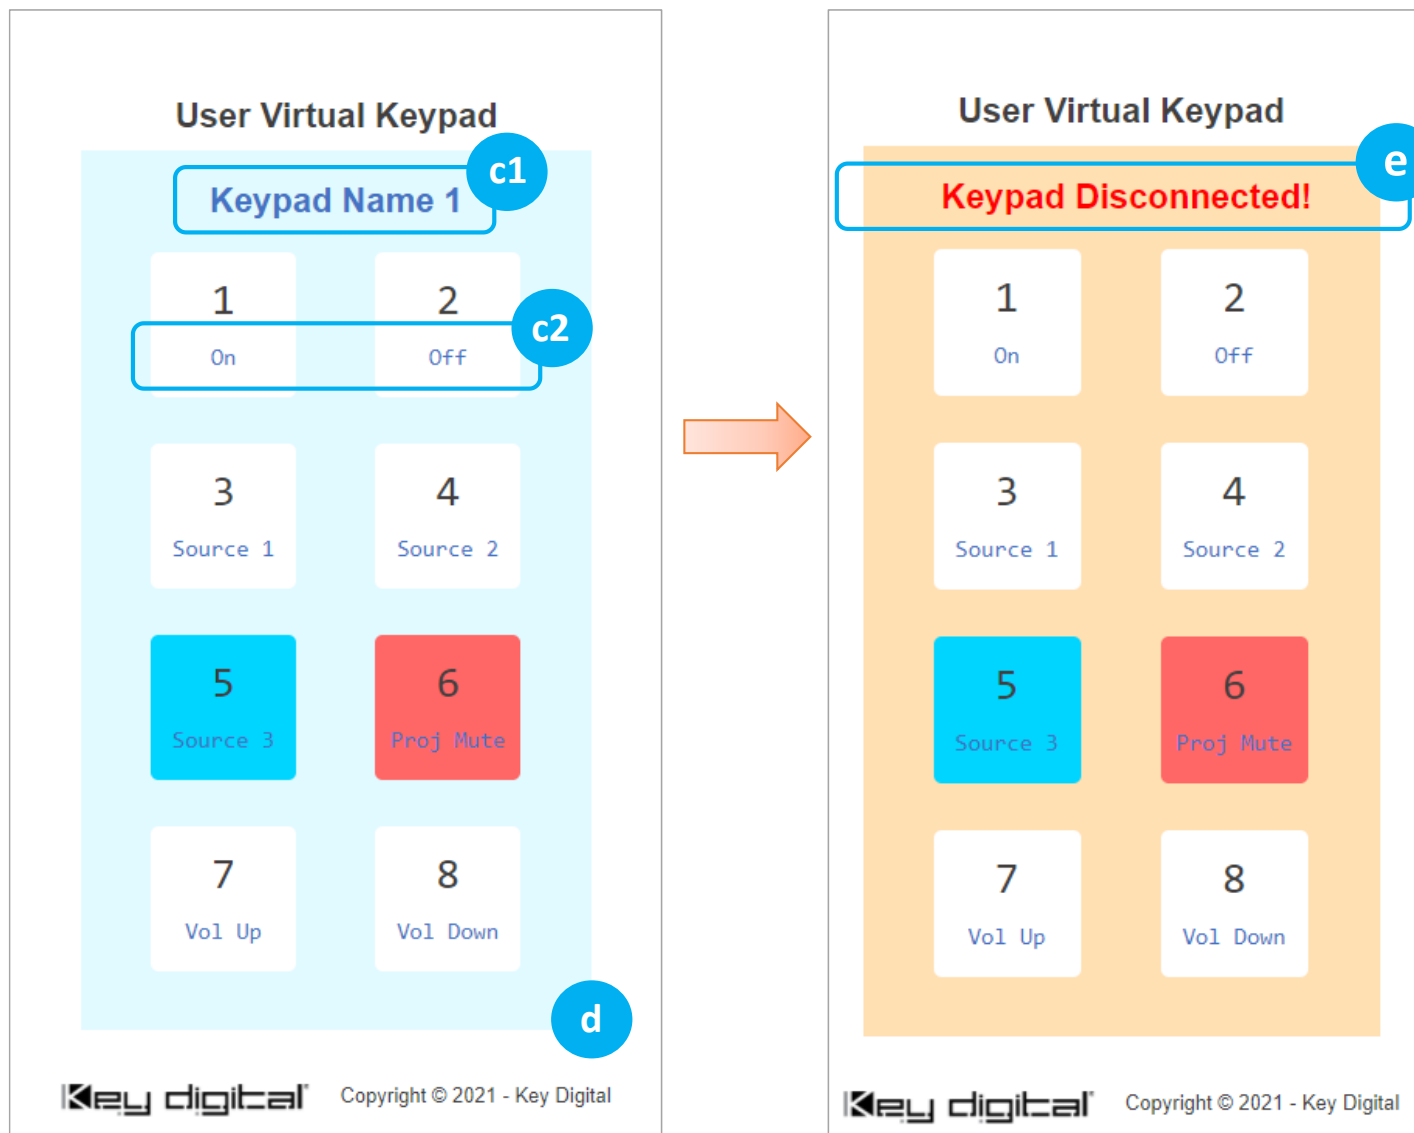 User Virtual Keypad
c1
Keypad Name 1
1
2
c2
On
Off
3
4
Source 1
Source 2
5
6
Source 3
Proj Mute
7
8
Vol Up
Vol Down
d
Key digital
Copyright © 2021 - Key Digital
User Virtual Keypad
e
Keypad Disconnected!
1
2
On
Off
3
4
Source 1
Source 2
5
6
Source 3
Proj Mute
7
8
Vol Up
Vol Down
Key digital
Copyright © 2021 - Key Digital